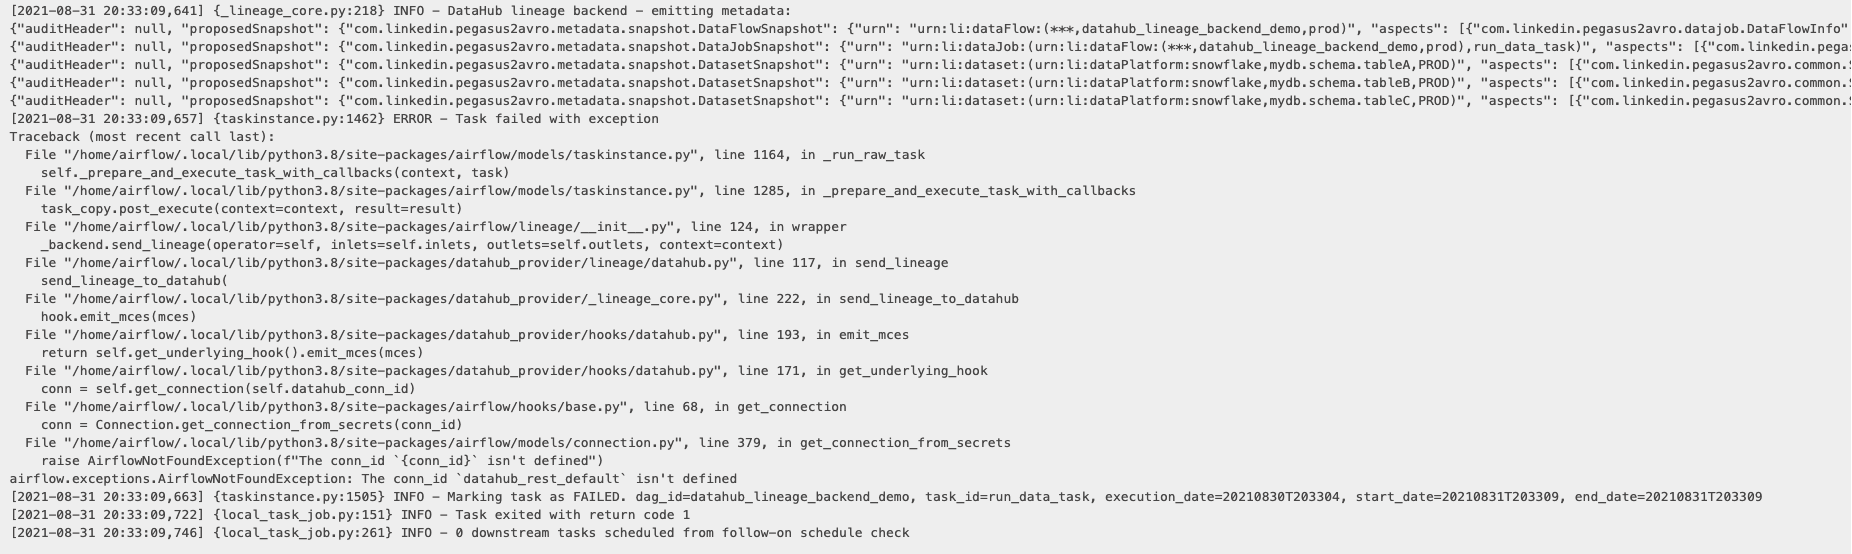 [2021-08-31 20:33:09,641] {_lineage_core.py:218} INFO - DataHub lineage backend - emitting metadata:
{"auditHeader": null, "proposedSnapshot": {"com.linkedin.pegasus2avro.metadata.snapshot.DataFlowSnapshot": {"urn": "urn:li:dataFlow:(***,datahub_lineage_backend_demo,prod)", "aspects": [{"com.linkedin.pegasus2avro.datajob.DataFlowInfo"
{"auditHeader": null, "proposedSnapshot": {"com.linkedin.pegasus2avro.metadata.snapshot.DataJobSnapshot": {"urn": "urn:li:dataJob:(urn:li:dataFlow:(***,datahub_lineage_backend_demo,prod),run_data_task)", "aspects": [{"com.linkedin.pegas
{"auditHeader": null, "proposedSnapshot": {"com.linkedin.pegasus2avro.metadata.snapshot.DatasetSnapshot": {"urn": "urn:li:dataset:(urn:li:dataPlatform:snowflake,mydb.schema.tableA,PROD)", "aspects": [{"com.linkedin.pegasus2avro.common.S
{"auditHeader": null, "proposedSnapshot": {"com.linkedin.pegasus2avro.metadata.snapshot.DatasetSnapshot": {"urn": "urn:li:dataset:(urn:li:dataPlatform:snowflake,mydb.schema.tableB,PROD)", "aspects": [{"com.linkedin.pegasus2avro.common.S
{"auditHeader": null, "proposedSnapshot": {"com.linkedin.pegasus2avro.metadata.snapshot.DatasetSnapshot": {"urn": "urn:li:dataset:(urn:li:dataPlatform:snowflake,mydb.schema.tableC,PROD)", "aspects": [{"com.linkedin.pegasus2avro.common.S
[2021-08-31 20:33:09,657] {taskinstance.py:1462} ERROR - Task failed with exception
Traceback (most recent call last):
  File "/home/airflow/.local/lib/python3.8/site-packages/airflow/models/taskinstance.py", line 1164, in _run_raw_task
    self._prepare_and_execute_task_with_callbacks(context, task)
  File "/home/airflow/.local/lib/python3.8/site-packages/airflow/models/taskinstance.py", line 1285, in _prepare_and_execute_task_with_callbacks
    task_copy.post_execute(context=context, result=result)
  File "/home/airflow/.local/lib/python3.8/site-packages/airflow/lineage/__init__.py", line 124, in wrapper
    _backend.send_lineage(operator=self, inlets=self.inlets, outlets=self.outlets, context=context)
  File "/home/airflow/.local/lib/python3.8/site-packages/datahub_provider/lineage/datahub.py", line 117, in send_lineage
    send_lineage_to_datahub(
  File "/home/airflow/.local/lib/python3.8/site-packages/datahub_provider/_lineage_core.py", line 222, in send_lineage_to_datahub
    hook.emit_mces(mces)
  File "/home/airflow/.local/lib/python3.8/site-packages/datahub_provider/hooks/datahub.py", line 193, in emit_mces
    return self.get_underlying_hook().emit_mces(mces)
  File "/home/airflow/.local/lib/python3.8/site-packages/datahub_provider/hooks/datahub.py", line 171, in get_underlying_hook
    conn = self.get_connection(self.datahub_conn_id)
  File "/home/airflow/.local/lib/python3.8/site-packages/airflow/hooks/base.py", line 68, in get_connection
    conn = Connection.get_connection_from_secrets(conn_id)
  File "/home/airflow/.local/lib/python3.8/site-packages/airflow/models/connection.py", line 379, in get_connection_from_secrets
    raise AirflowNotFoundException(f"The conn_id `{conn_id}` isn't defined")
airflow.exceptions.AirflowNotFoundException: The conn_id `datahub_rest_default` isn't defined
[2021-08-31 20:33:09,663] {taskinstance.py:1505} INFO - Marking task as FAILED. dag_id=datahub_lineage_backend_demo, task_id=run_data_task, execution_date=20210830T203304, start_date=20210831T203309, end_date=20210831T203309
[2021-08-31 20:33:09,722] {local_task_job.py:151} INFO - Task exited with return code 1
[2021-08-31 20:33:09,746] {local_task_job.py:261} INFO - 0 downstream tasks scheduled from follow-on schedule check